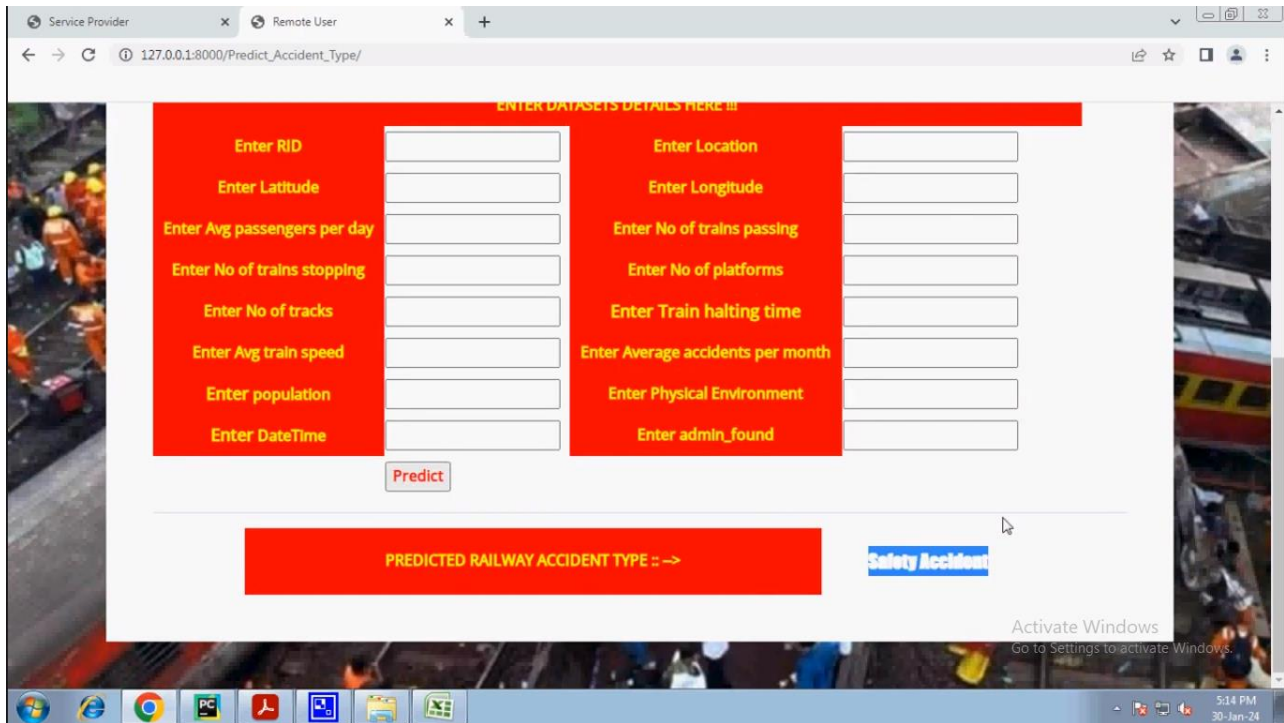 Service Provider
Remote User
127.0.0.1:8000/Predict_Accident_Type/
ENTER DATASETS DETAILS HERE !!!
Enter RID Enter Location
Enter Latitude Enter Longitude
Enter Avg passengers per day Enter No of trains passing
Enter No of trains stopping Enter No of platforms
Enter No of tracks Enter Train halting time
Enter Avg train speed Enter Average accidents per month
Enter population Enter Physical Environment
Enter DateTime Enter admin_found
Predict
PREDICTED RAILWAY ACCIDENT TYPE :: --> Safety Accident
Activate Windows
Go to Settings to activate Windows.
PC
5:14 PM
30-Jan-24